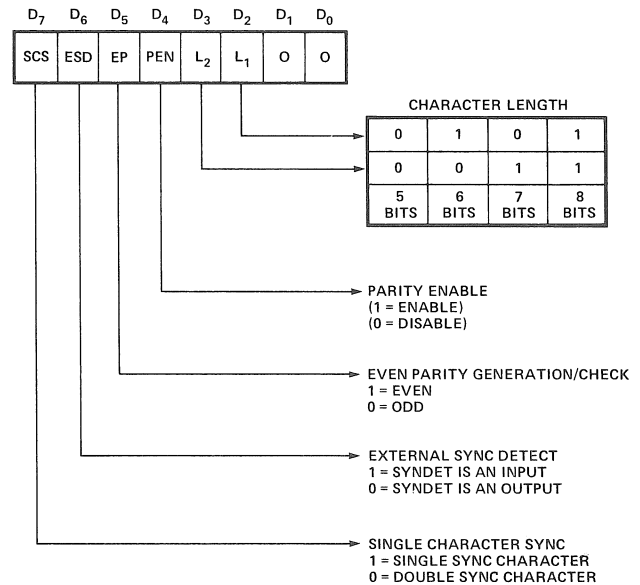 D7 D6 D5 D4 D3 D2 D1 D0
SCS ESD EP PEN L2 L1 O O
CHARACTER LENGTH
0 1 0 1
0 0 1 1
5 BITS 6 BITS 7 BITS 8 BITS
PARITY ENABLE
(1 = ENABLE)
(0 = DISABLE)
EVEN PARITY GENERATION/CHECK
1 = EVEN
0 = ODD
EXTERNAL SYNC DETECT
1 = SYNDET IS AN INPUT
0 = SYNDET IS AN OUTPUT
SINGLE CHARACTER SYNC
1 = SINGLE SYNC CHARACTER
0 = DOUBLE SYNC CHARACTER